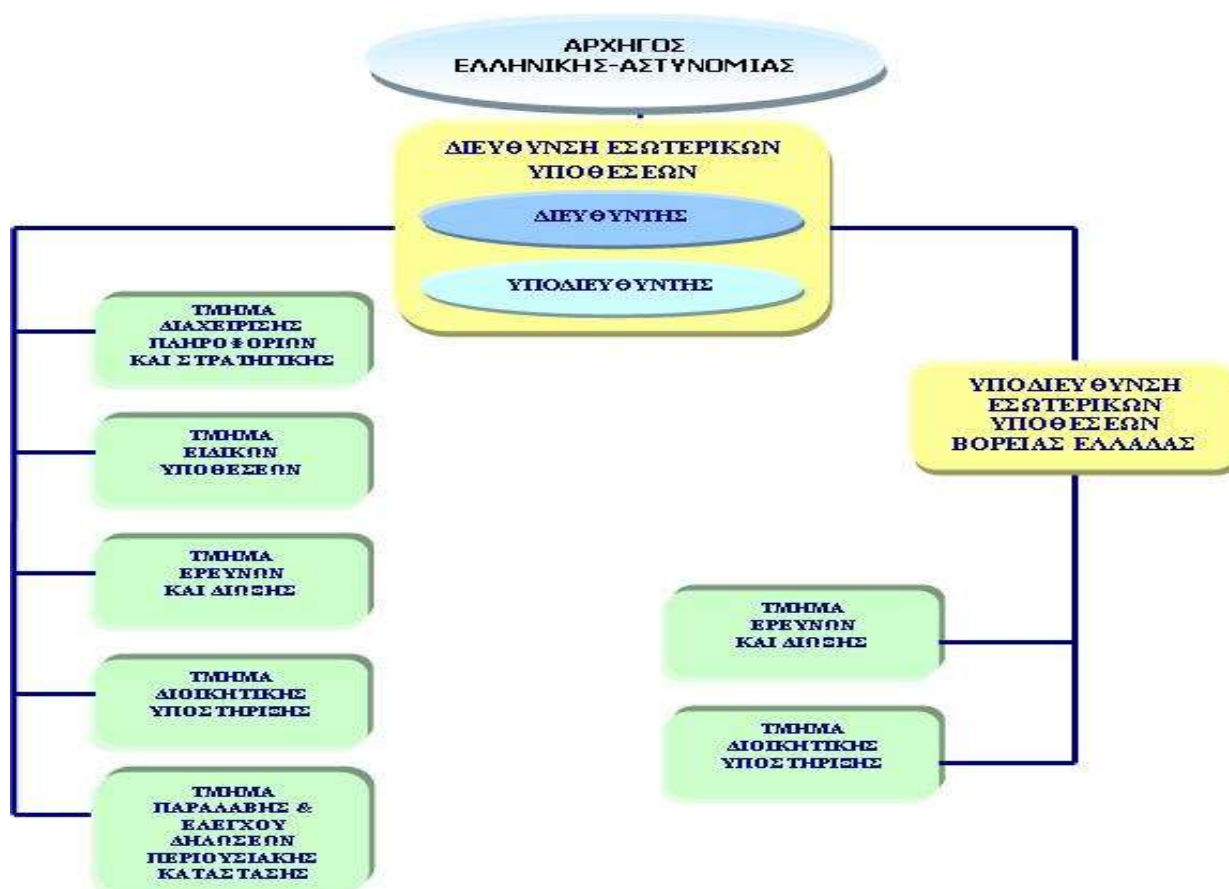 ΑΡΧΗΓΟΣ
ΕΛΛΗΝΙΚΗΣ-ΑΣΤΥΝΟΜΙΑΣ
ΔΙΕΥΘΥΝΣΗ ΕΣΩΤΕΡΙΚΩΝ
ΥΠΟΘΕΣΕΩΝ
ΔΙΕΥΘΥΝΤΗΣ
ΥΠΟΔΙΕΥΘΥΝΤΗΣ
ΤΜΗΜΑ
ΔΙΑΧΕΙΡΙΣΗΣ
ΠΛΗΡΟΦΟΡΙΩΝ
ΚΑΙ ΣΤΡΑΤΗΓΙΚΗΣ
ΤΜΗΜΑ
ΕΙΔΙΚΩΝ
ΥΠΟΘΕΣΕΩΝ
ΤΜΗΜΑ
ΕΡΕΥΝΩΝ
ΚΑΙ ΔΙΩΞΗΣ
ΤΜΗΜΑ
ΔΙΟΙΚΗΤΙΚΗΣ
ΥΠΟΣΤΗΡΙΞΗΣ
ΤΜΗΜΑ
ΠΑΡΑΛΑΒΗΣ &
ΕΛΕΓΧΟΥ
ΔΗΛΩΣΕΩΝ
ΠΕΡΙΟΥΣΙΑΚΗΣ
ΚΑΤΑΣΤΑΣΗΣ
ΥΠΟΔΙΕΥΘΥΝΣΗ
ΕΣΩΤΕΡΙΚΩΝ
ΥΠΟΘΕΣΕΩΝ
ΒΟΡΕΙΑΣ ΕΛΛΑΔΑΣ
ΤΜΗΜΑ
ΕΡΕΥΝΩΝ
ΚΑΙ ΔΙΩΞΗΣ
ΤΜΗΜΑ
ΔΙΟΙΚΗΤΙΚΗΣ
ΥΠΟΣΤΗΡΙΞΗΣ